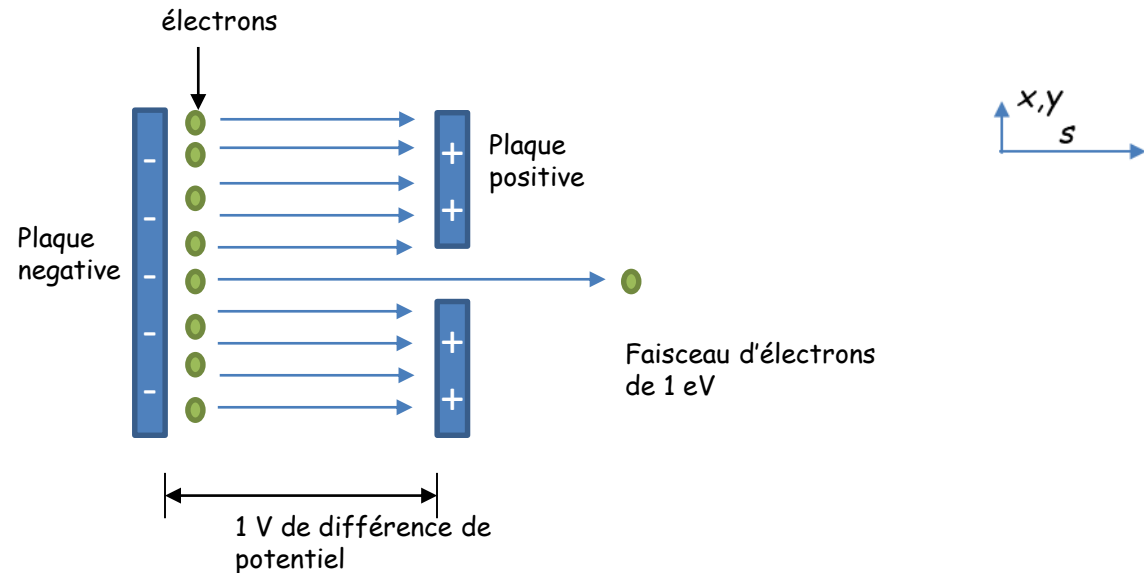 électrons
x,y
s
Plaque
positive
Plaque
negative
- - - - -
+ + + +
Faisceau d'électrons
de 1 eV
1 V de différence de
potentiel